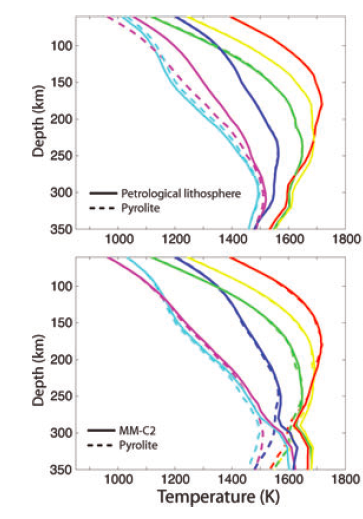 100
150
200
250
300
350
Depth (km)
Petrological lithosphere
Pyrolite
1000 1200 1400 1600 1800
100
150
200
250
300
350
Depth (km)
MM-C2
Pyrolite
1000 1200 1400 1600 1800
Temperature (K)